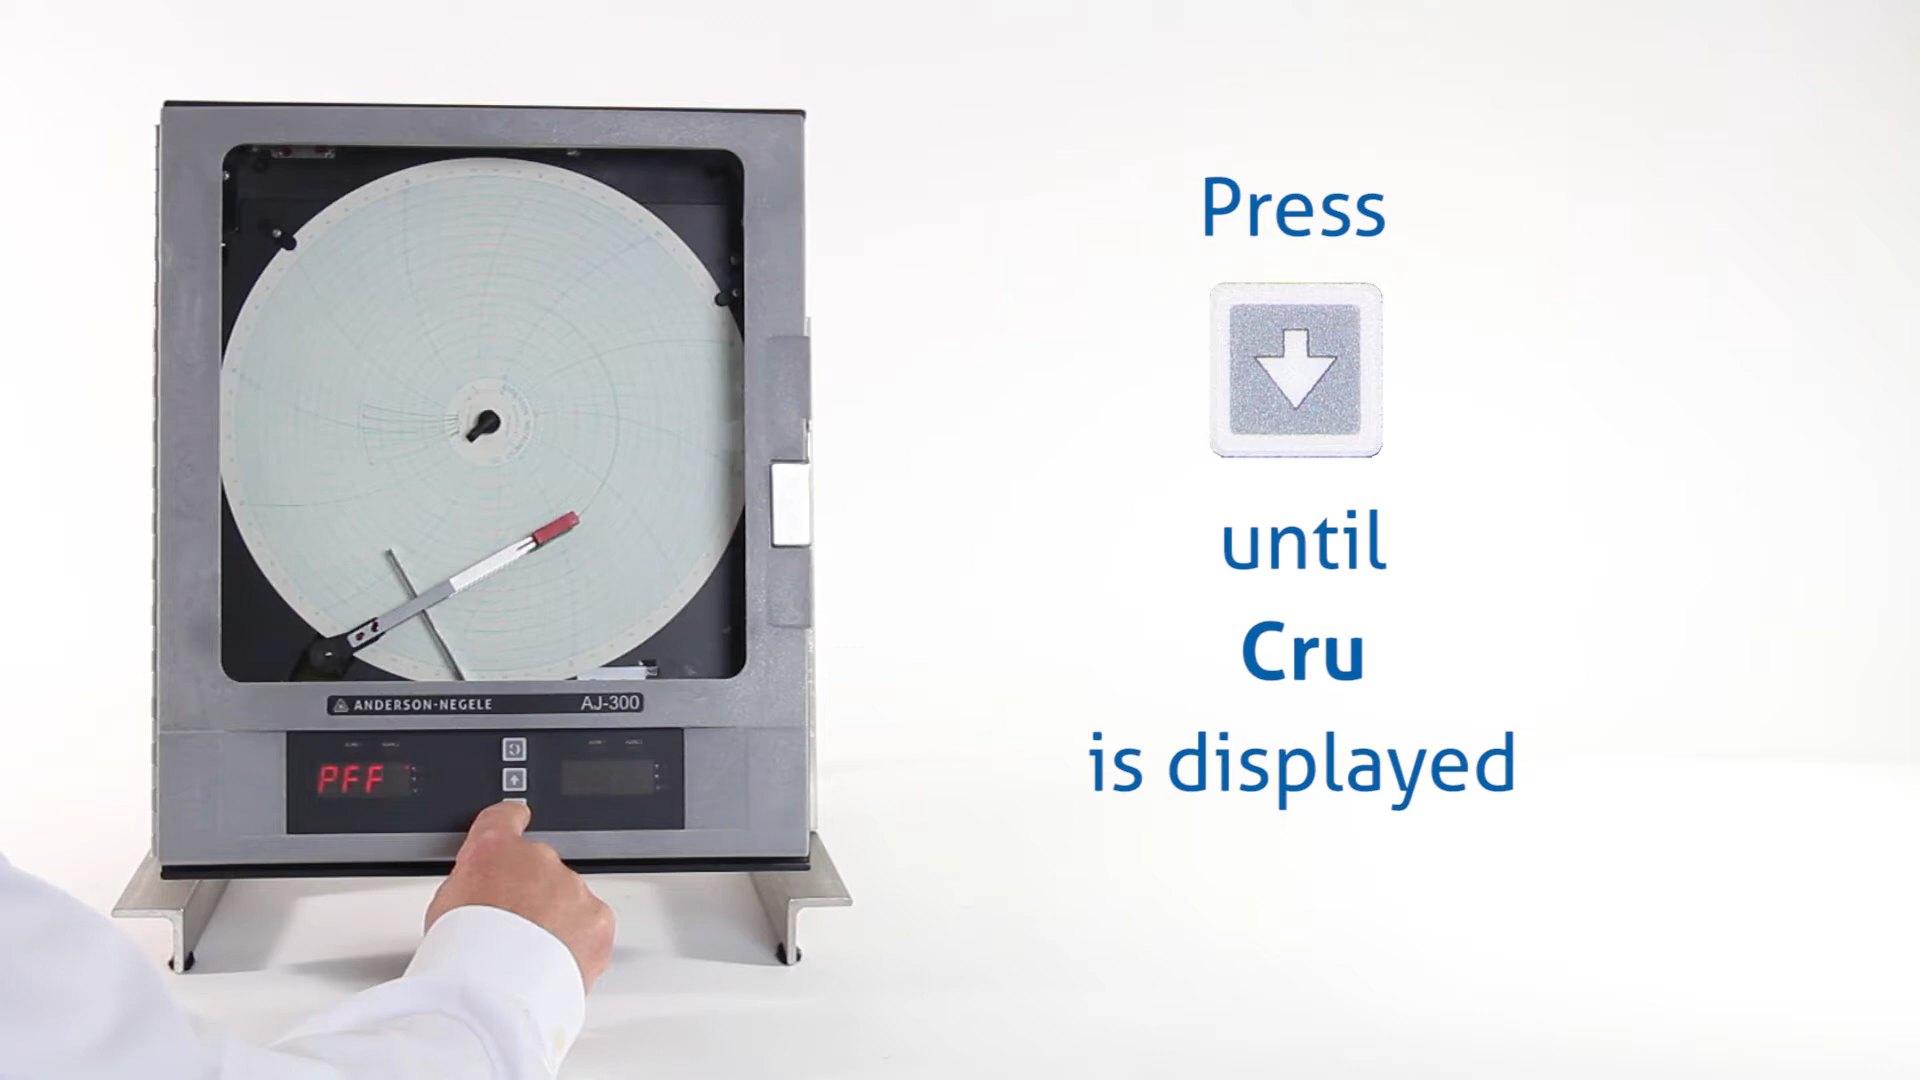 Press
until
Cru
is displayed
ANDERSON-NEGELE AJ-300
PFF